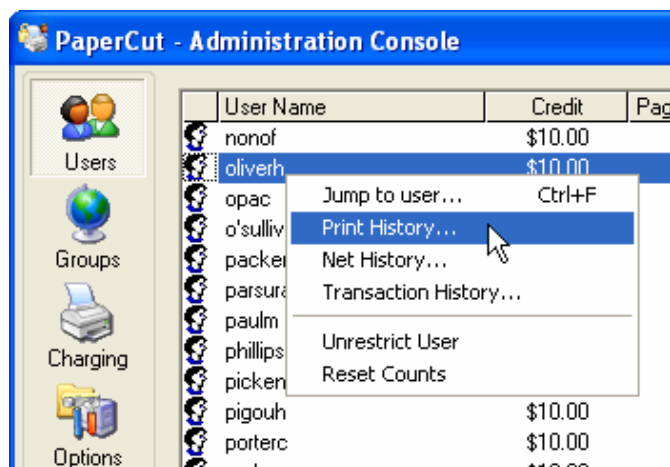 PaperCut - Administration Console
User Name Credit Pag
nonof $10.00
Users
oliverh $10.00
opac
Jump to user... Ctrl+F
o'sulliv
Print History...
Groups
packer
Net History...
parsura
Transaction History...
paulm
Charging
phillips
Unrestrict User
picken
Reset Counts
pigouh $10.00
porterc $10.00
Options